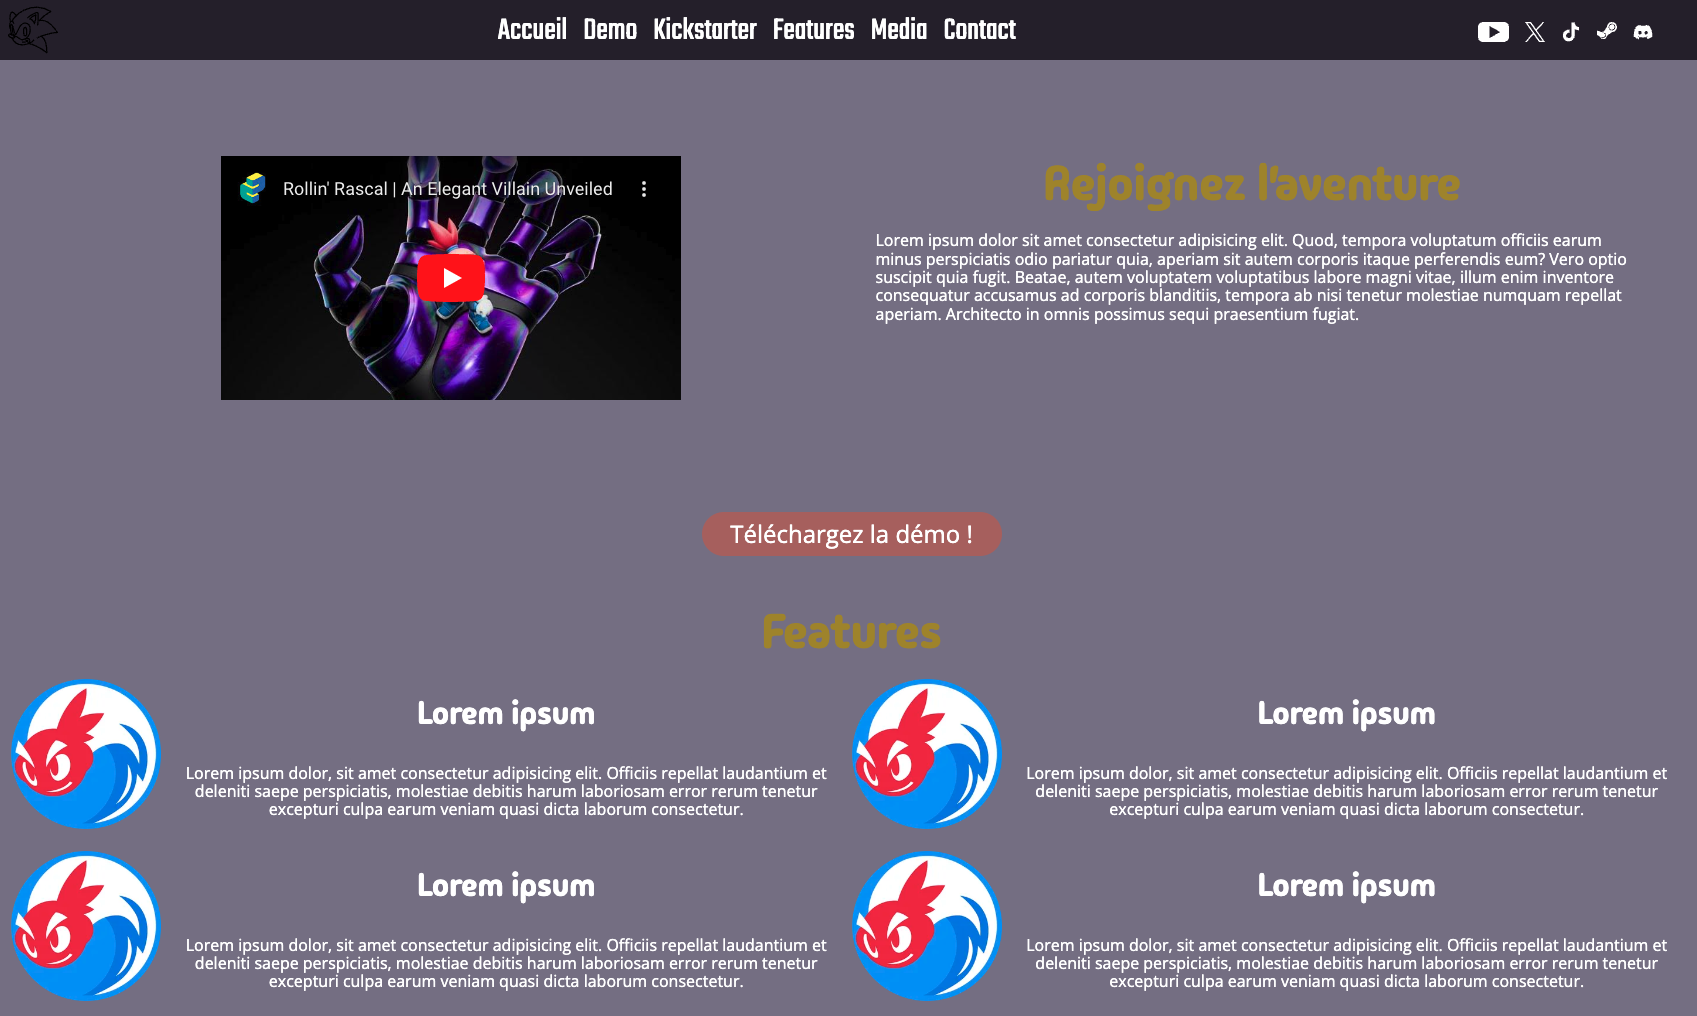 Accueil Demo Kickstarter Features Media Contact
Rollin' Rascal | An Elegant Villain Unveiled
Rejoignez l'aventure
Lorem ipsum dolor sit amet consectetur adipisicing elit. Quod, tempora voluptatum officiis earum
minus perspiciatis odio pariatur quia, aperiam sit autem corporis itaque perferendis eum? Vero optio
suscipit quia fugit. Beatae, autem voluptatem voluptatibus labore magni vitae, illum enim inventore
consequatur accusamus ad corporis blanditiis, tempora ab nisi tenetur molestiae numquam repellat
aperiam. Architecto in omnis possimus sequi praesentium fugiat.
Téléchargez la démo !
Features
Lorem ipsum
Lorem ipsum dolor, sit amet consectetur adipisicing elit. Officiis repellat laudantium et
deleniti saepe perspiciatis, molestiae debitis harum laboriosam error rerum tenetur
excepturi culpa earum veniam quasi dicta laborum consectetur.
Lorem ipsum
Lorem ipsum dolor, sit amet consectetur adipisicing elit. Officiis repellat laudantium et
deleniti saepe perspiciatis, molestiae debitis harum laboriosam error rerum tenetur
excepturi culpa earum veniam quasi dicta laborum consectetur.
Lorem ipsum
Lorem ipsum dolor, sit amet consectetur adipisicing elit. Officiis repellat laudantium et
deleniti saepe perspiciatis, molestiae debitis harum laboriosam error rerum tenetur
excepturi culpa earum veniam quasi dicta laborum consectetur.
Lorem ipsum
Lorem ipsum dolor, sit amet consectetur adipisicing elit. Officiis repellat laudantium et
deleniti saepe perspiciatis, molestiae debitis harum laboriosam error rerum tenetur
excepturi culpa earum veniam quasi dicta laborum consectetur.